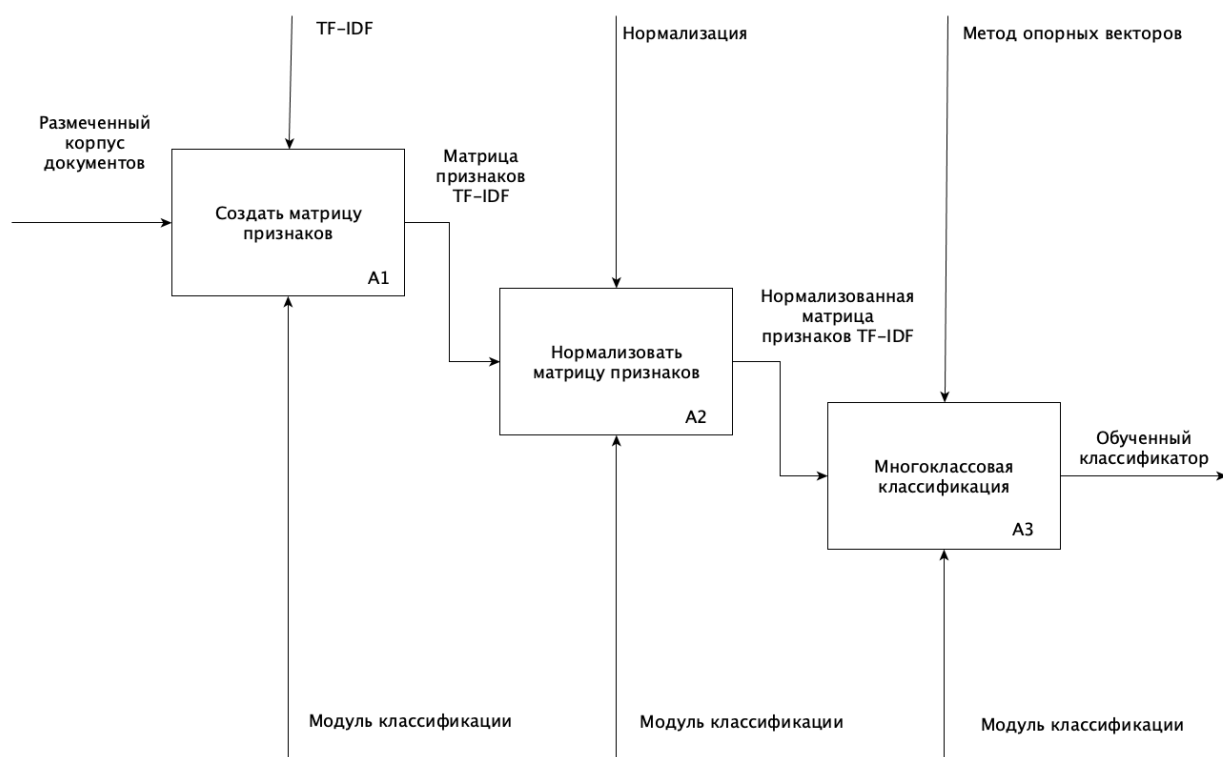 TF-IDF
Нормализация
Метод опорных векторов
Размеченный
корпус
документов
Матрица
признаков
TF-IDF
Создать матрицу
признаков
A1
Нормализованная
матрица
признаков TF-IDF
Нормализовать
матрицу признаков
A2
Обученный
классификатор
Многоклассовая
классификация
A3
Модуль классификации
Модуль классификации
Модуль классификации